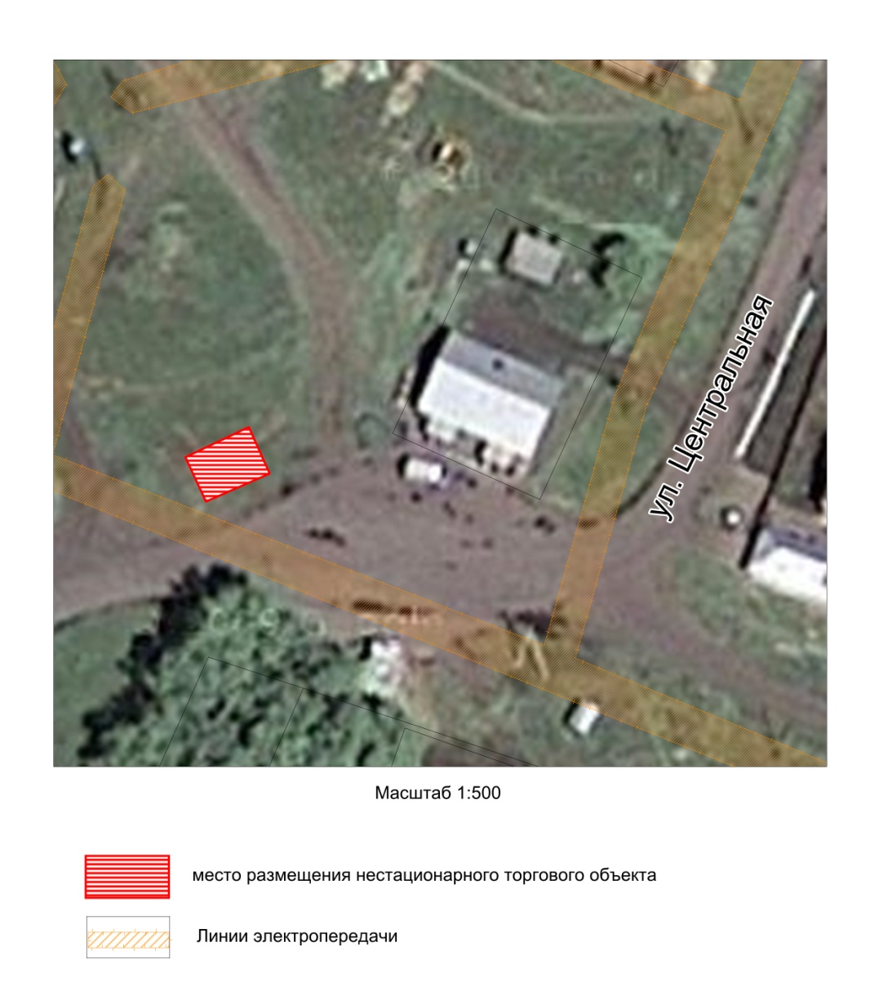 ул. Центральная
Масштаб 1:500
место размещения нестационарного торгового объекта
Линии электропередачи